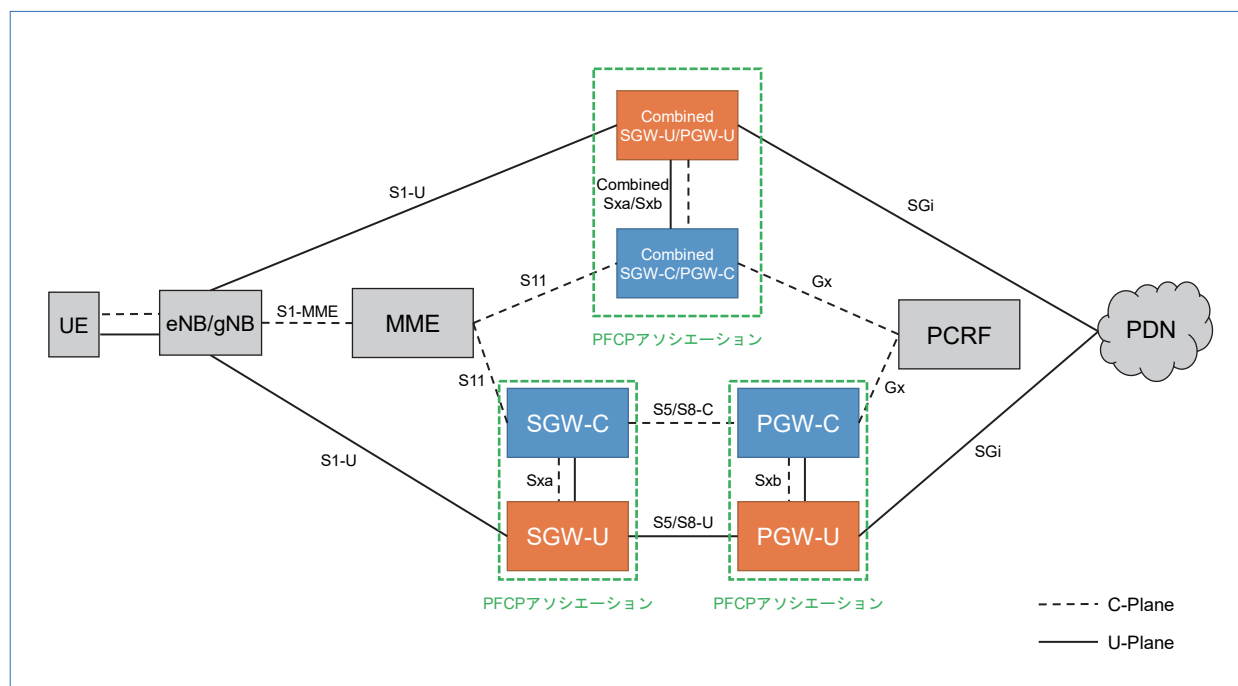 Combined
SGW-U/PGW-U
S1-U
Combined
Sxa/Sxb
SGi
Combined
SGW-C/PGW-C
S11
Gx
UE
eNB/gNB
S1-MME
MME
PCRF
PDN
PFCPアソシエーション
S11
Gx
SGW-C
S5/S8-C
PGW-C
S1-U
SGi
Sxa
Sxb
SGW-U
S5/S8-U
PGW-U
PFCPアソシエーション
PFCPアソシエーション
C-Plane
U-Plane